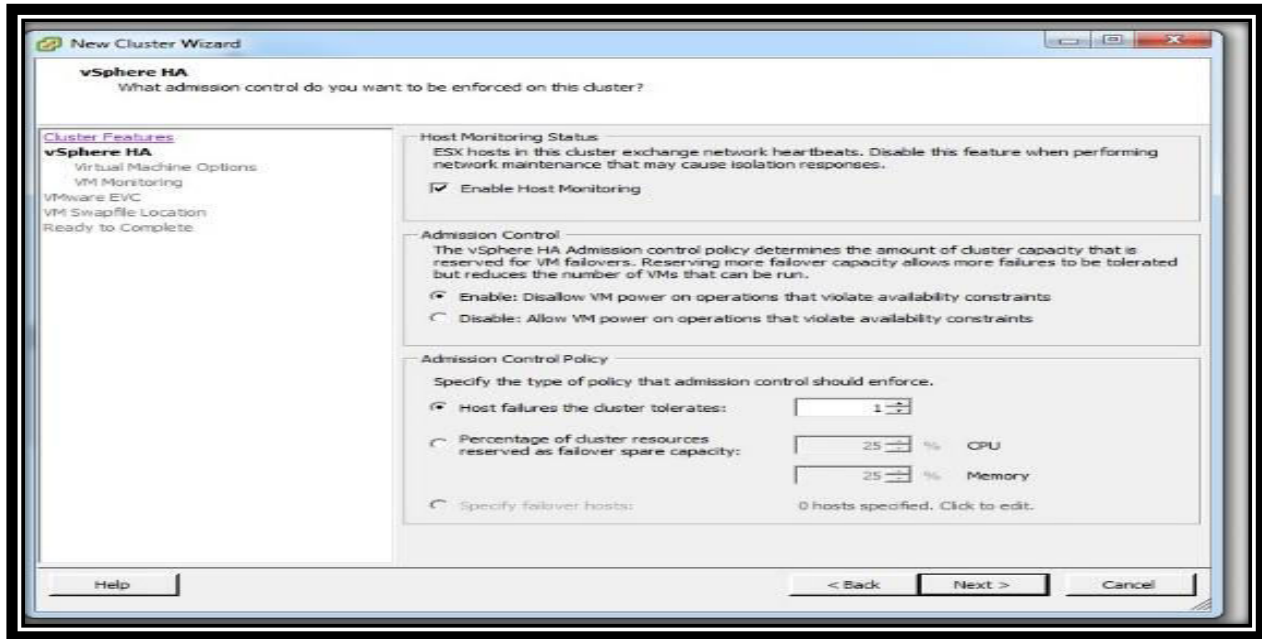 New Cluster Wizard
vSphere HA
What admission control do you want to be enforced on this cluster?
Cluster Features
vSphere HA
Virtual Machine Options
VM Monitoring
VMware EVC
VM Swapfile Location
Ready to Complete
Host Monitoring Status
ESX hosts in this cluster exchange network heartbeats. Disable this feature when performing
network maintenance that may cause isolation responses.
Enable Host Monitoring
Admission Control
The vSphere HA Admission control policy determines the amount of cluster capacity that is
reserved for VM failovers. Reserving more failover capacity allows more failures to be tolerated
but reduces the number of VMs that can be run.
Enable: Disallow VM power on operations that violate availability constraints
Disable: Allow VM power on operations that violate availability constraints
Admission Control Policy
Specify the type of policy that admission control should enforce.
Host failures the cluster tolerates: 1
Percentage of cluster resources
reserved as failover spare capacity: 25 % CPU
25 % Memory
Specify failover hosts: 0 hosts specified. Click to edit.
Help < Back Next > Cancel